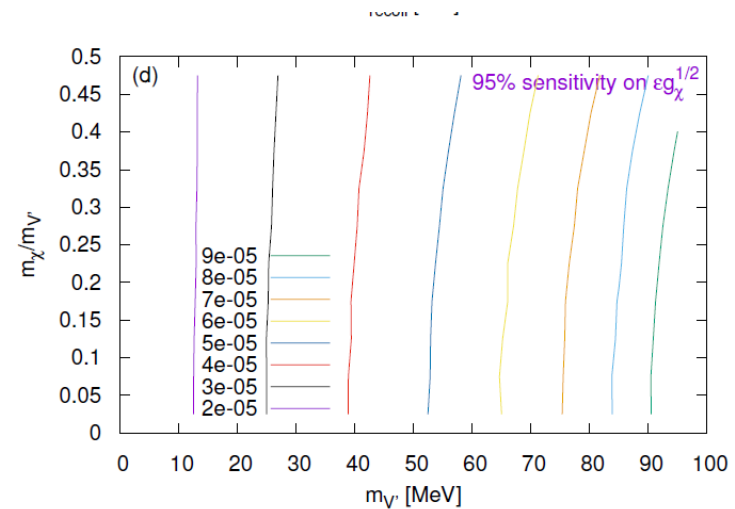 (d)
95% sensitivity on εg_χ^{1/2}
0.5
0.45
0.4
0.35
0.3
0.25
0.2
0.15
0.1
0.05
0
m_χ/m_V'
9e-05
8e-05
7e-05
6e-05
5e-05
4e-05
3e-05
2e-05
0 10 20 30 40 50 60 70 80 90 100
m_V' [MeV]